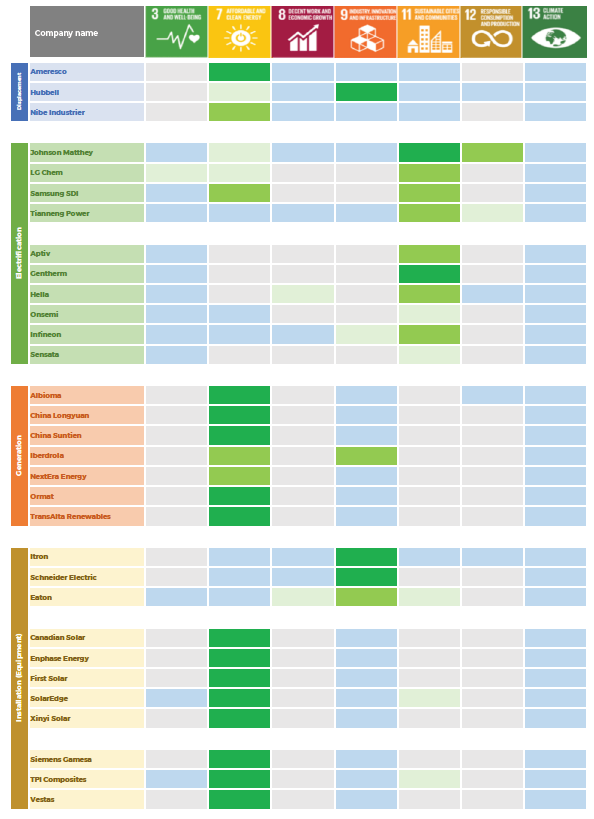 Company name
3 GOOD HEALTH
AND WELL-BEING
7 AFFORDABLE AND
CLEAN ENERGY
8 DECENT WORK AND
ECONOMIC GROWTH
9 INDUSTRY, INNOVATION
AND INFRASTRUCTURE
11 SUSTAINABLE CITIES
AND COMMUNITIES
12 RESPONSIBLE
CONSUMPTION
AND PRODUCTION
13 CLIMATE
ACTION
Displacement
Ameresco
Hubbell
Nibe Industrier
Electrification
Johnson Matthey
LG Chem
Samsung SDI
Tianneng Power
Aptiv
Gentherm
Hella
Onsemi
Infineon
Sensata
Generation
Albioma
China Longyuan
China Suntien
Iberdrola
NextEra Energy
Ormat
TransAlta Renewables
Installation (Equipment)
Itron
Schneider Electric
Eaton
Canadian Solar
Enphase Energy
First Solar
SolarEdge
Xinyi Solar
Siemens Gamesa
TPI Composites
Vestas